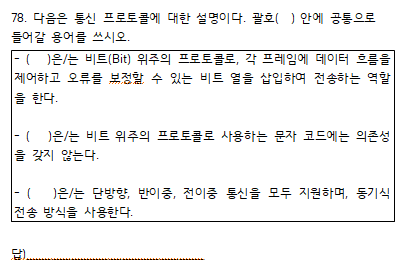 78. 다음은 통신 프로토콜에 대한 설명이다. 괄호(    ) 안에 공통으로
들어갈 용어를 쓰시오.
- (    )은/는 비트(Bit) 위주의 프로토콜로, 각 프레임에 데이터 흐름을
제어하고 오류를 보정할 수 있는 비트 열을 삽입하여 전송하는 역할
을 한다.
- (    )은/는 비트 위주의 프로토콜로 사용하는 문자 코드에는 의존성
을 갖지 않는다.
- (    )은/는 단방향, 반이중, 전이중 통신을 모두 지원하며, 동기식
전송 방식을 사용한다.
답)